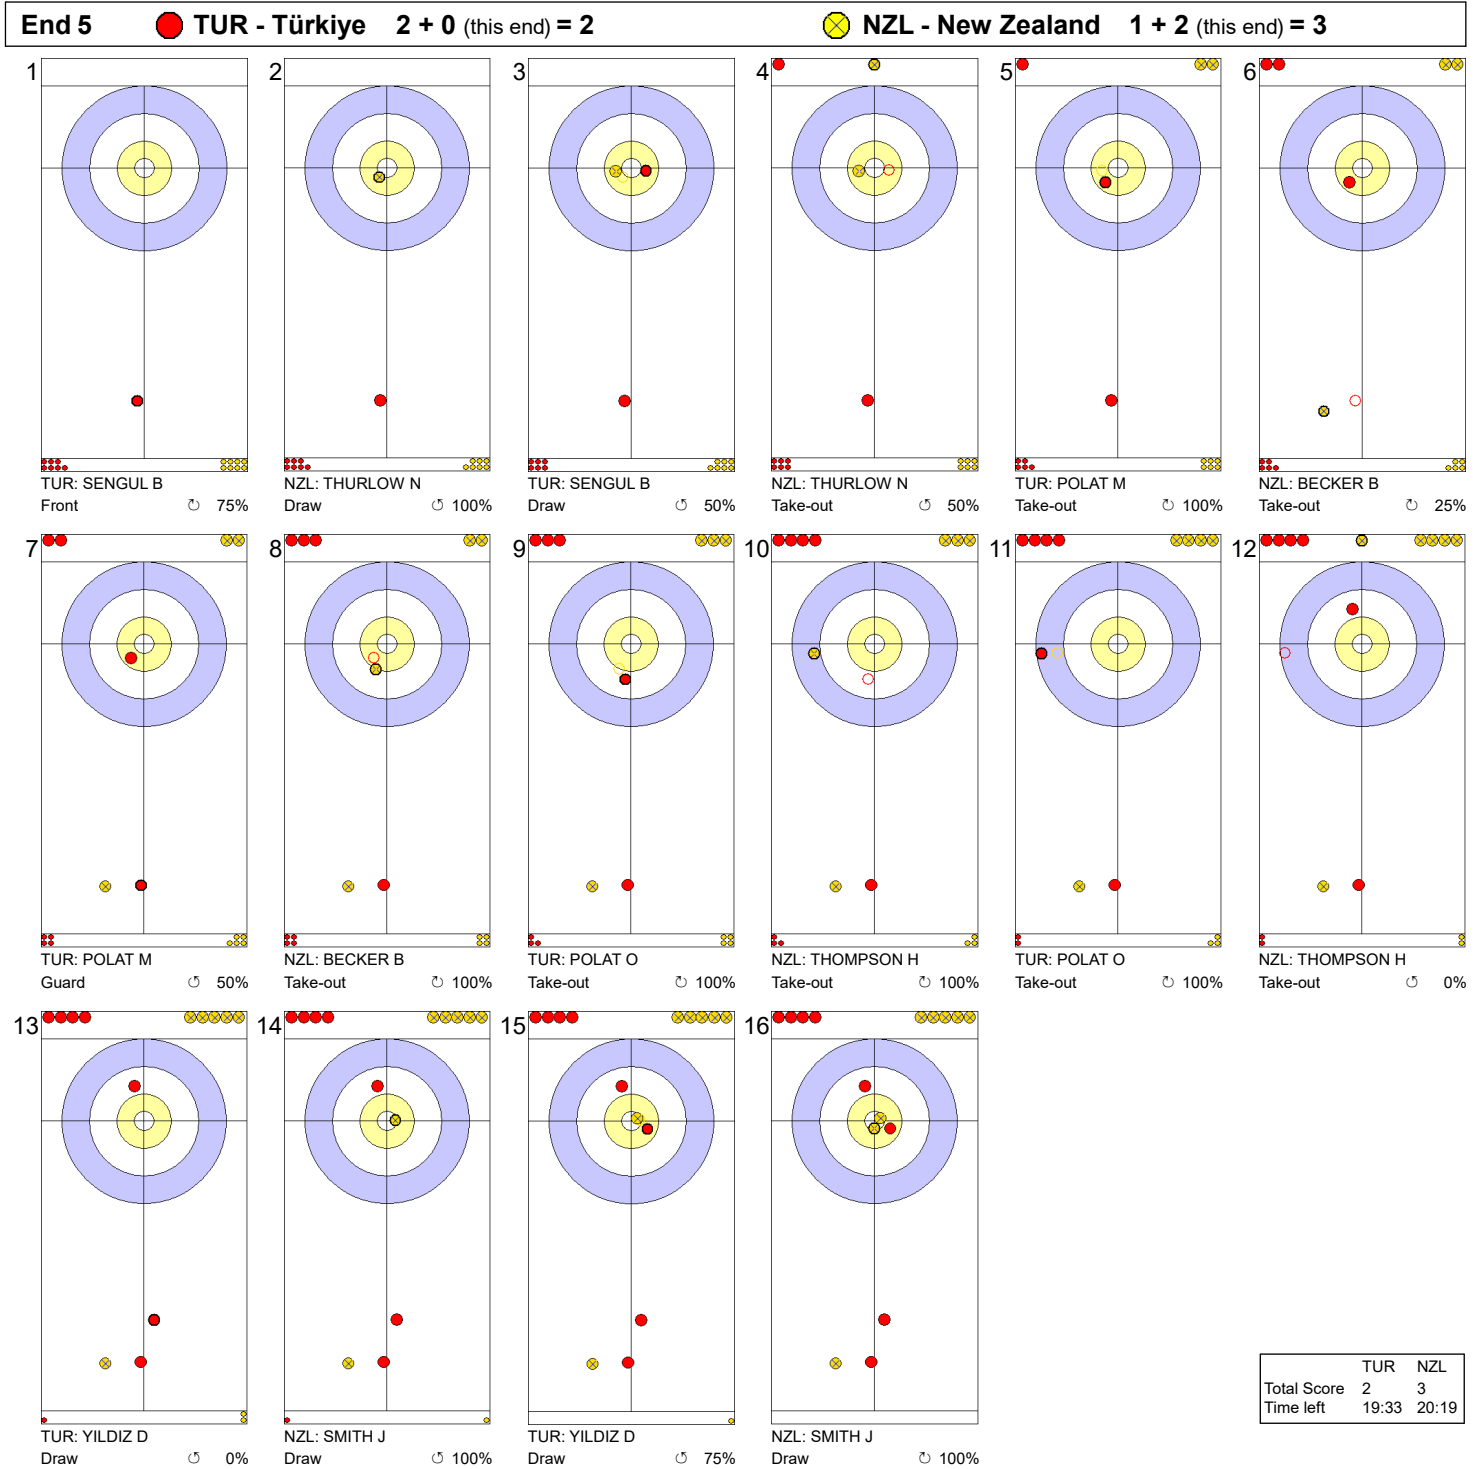 End 5 TUR - Türkiye 2 + 0 (this end) = 2 NZL - New Zealand 1 + 2 (this end) = 3
1 2 3 4 5 6
TUR: SENGUL B NZL: THURLOW N TUR: SENGUL B NZL: THURLOW N TUR: POLAT M NZL: BECKER B
Front ↻ 75% Draw ↺ 100% Draw ↺ 50% Take-out ↺ 50% Take-out ↻ 100% Take-out ↻ 25%
7 8 9 10 11 12
TUR: POLAT M NZL: BECKER B TUR: POLAT O NZL: THOMPSON H TUR: POLAT O NZL: THOMPSON H
Guard ↺ 50% Take-out ↺ 100% Take-out ↻ 100% Take-out ↻ 100% Take-out ↻ 100% Take-out ↺ 0%
13 14 15 16
TUR: YILDIZ D NZL: SMITH J TUR: YILDIZ D NZL: SMITH J
Draw ↺ 0% Draw ↺ 100% Draw ↺ 75% Draw ↻ 100%
TUR NZL
Total Score 2 3
Time left 19:33 20:19